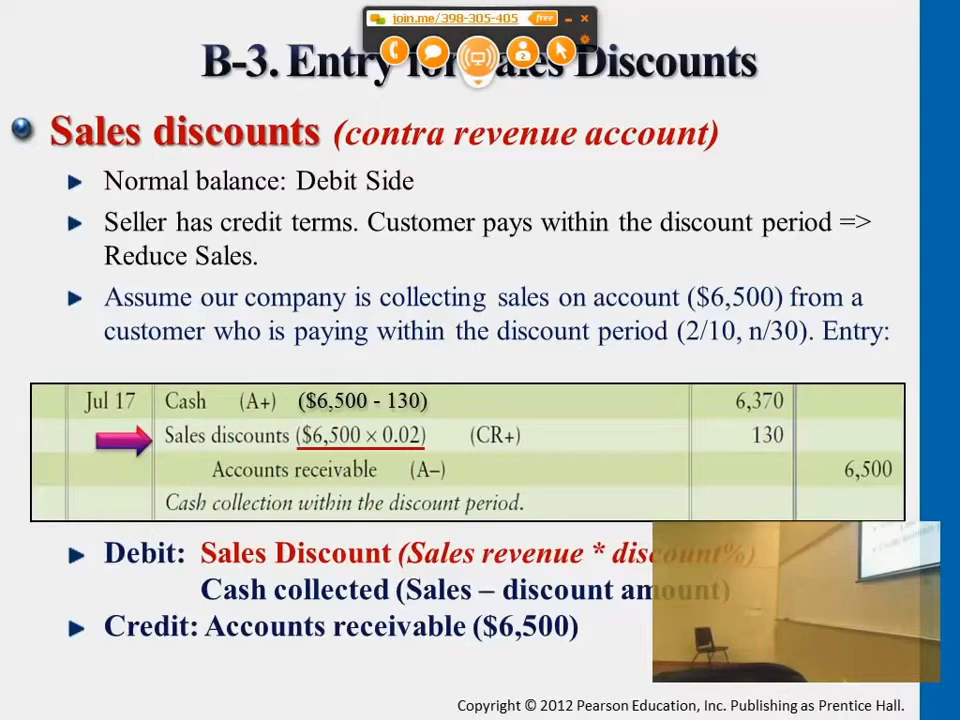 join.me/398-305-405 free
B-3. Entry for Sales Discounts
Sales discounts (contra revenue account)
Normal balance: Debit Side
Seller has credit terms. Customer pays within the discount period =>
Reduce Sales.
Assume our company is collecting sales on account ($6,500) from a
customer who is paying within the discount period (2/10, n/30). Entry:
Jul 17 Cash (A+) ($6,500 - 130) 6,370
Sales discounts ($6,500 × 0.02) (CR+) 130
Accounts receivable (A–) 6,500
Cash collection within the discount period.
Debit: Sales Discount (Sales revenue * discount%)
Cash collected (Sales – discount amount)
Credit: Accounts receivable ($6,500)
Copyright © 2012 Pearson Education, Inc. Publishing as Prentice Hall.